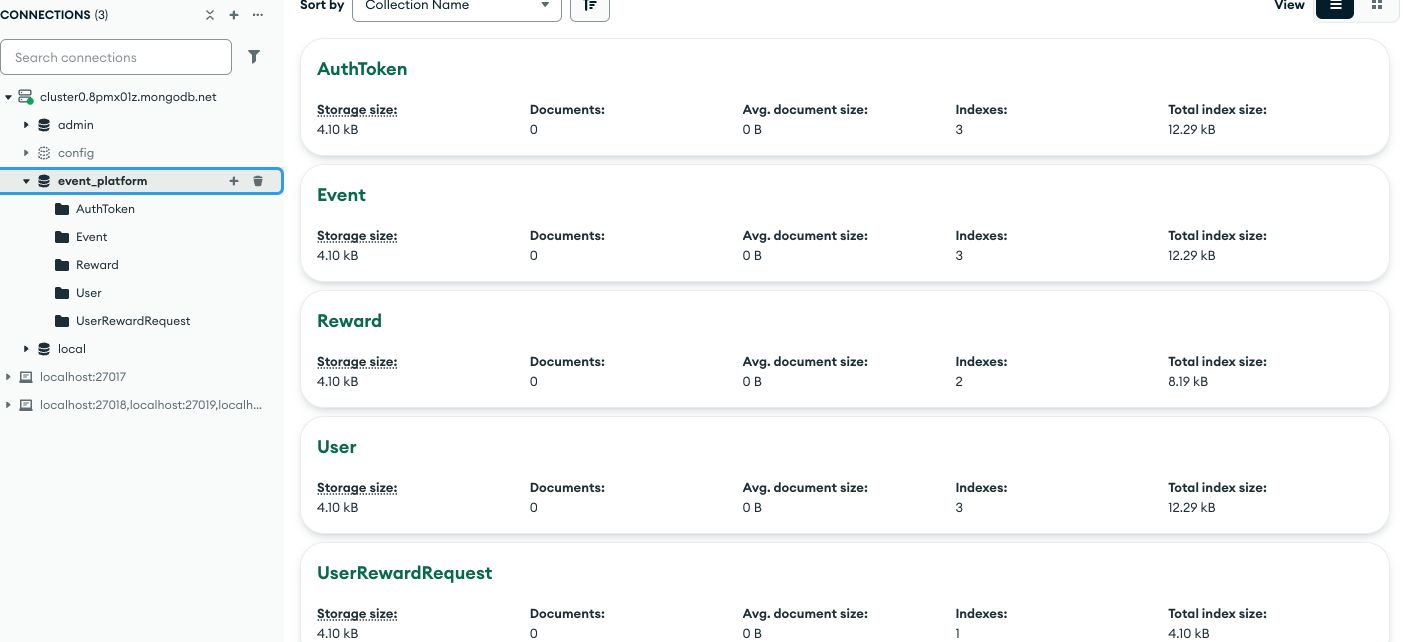 CONNECTIONS (3)
Search connections
cluster0.8pmx01z.mongodb.net
admin
config
event_platform
AuthToken
Event
Reward
User
UserRewardRequest
local
localhost:27017
localhost:27018,localhost:27019,localh...
Sort by Collection Name View
AuthToken
Storage size: Documents: Avg. document size: Indexes: Total index size:
4.10 kB 0 0 B 3 12.29 kB
Event
Storage size: Documents: Avg. document size: Indexes: Total index size:
4.10 kB 0 0 B 3 12.29 kB
Reward
Storage size: Documents: Avg. document size: Indexes: Total index size:
4.10 kB 0 0 B 2 8.19 kB
User
Storage size: Documents: Avg. document size: Indexes: Total index size:
4.10 kB 0 0 B 3 12.29 kB
UserRewardRequest
Storage size: Documents: Avg. document size: Indexes: Total index size:
4.10 kB 0 0 B 1 4.10 kB